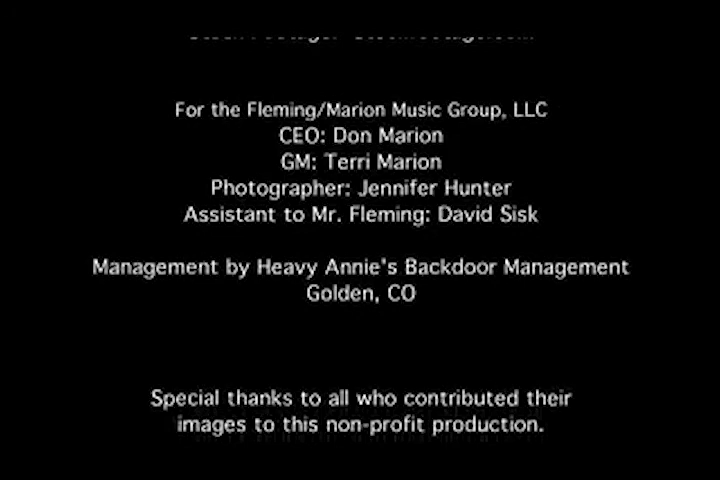 For the Fleming/Marion Music Group, LLC
CEO: Don Marion
GM: Terri Marion
Photographer: Jennifer Hunter
Assistant to Mr. Fleming: David Sisk
Management by Heavy Annie's Backdoor Management
Golden, CO
Special thanks to all who contributed their
images to this non-profit production.